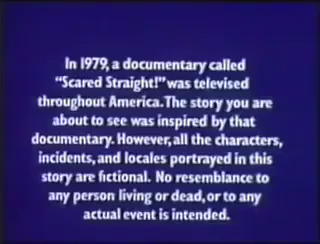 In 1979, a documentary called
"Scared Straight!" was televised
throughout America. The story you are
about to see was inspired by that
documentary. However, all the characters,
incidents, and locales portrayed in this
story are fictional. No resemblance to
any person living or dead, or to any
actual event is intended.